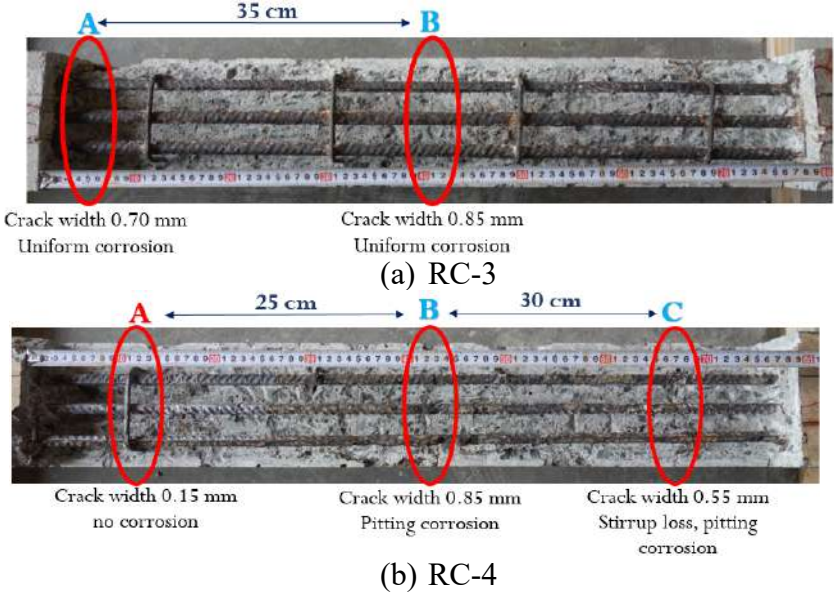 35 cm
A B
Crack width 0.70 mm
Uniform corrosion
Crack width 0.85 mm
Uniform corrosion
(a) RC-3
A 25 cm B 30 cm C
Crack width 0.15 mm
no corrosion
Crack width 0.85 mm
Pitting corrosion
Crack width 0.55 mm
Stirrup loss, pitting
corrosion
(b) RC-4